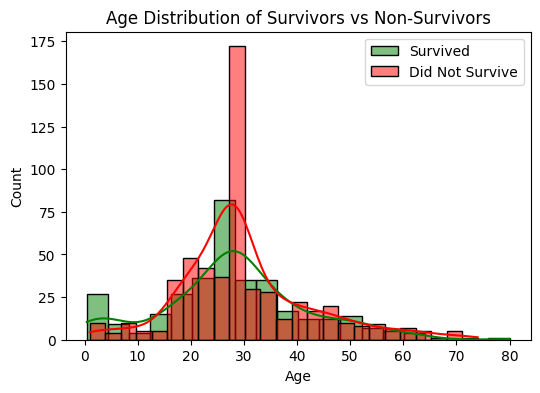 Age Distribution of Survivors vs Non-Survivors
Survived
Did Not Survive
175
150
125
100
75
50
25
0
Count
0 10 20 30 40 50 60 70 80
Age